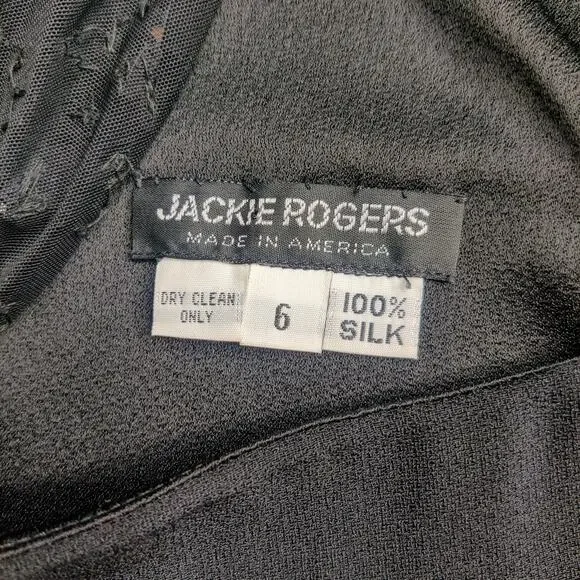 JACKIE ROGERS
MADE IN AMERICA
DRY CLEAN
ONLY
6
100%
SILK